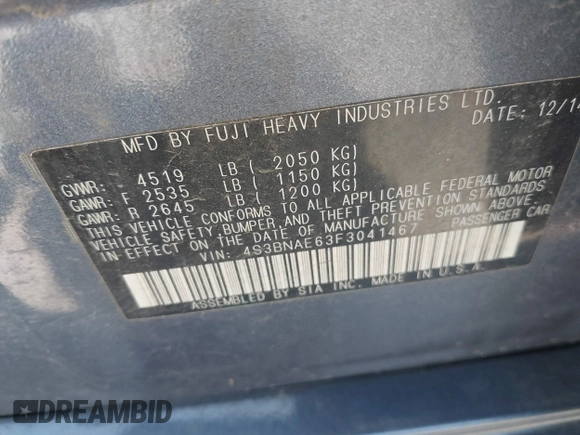 MFD BY FUJI HEAVY INDUSTRIES LTD.
DATE: 12/14
GVWR: 4519 LB ( 2050 KG)
GAWR: F 2535 LB ( 1150 KG)
GAWR: R 2645 LB ( 1200 KG)
THIS VEHICLE CONFORMS TO ALL APPLICABLE FEDERAL MOTOR
VEHICLE SAFETY, BUMPER, AND THEFT PREVENTION STANDARDS
IN EFFECT ON THE DATE OF MANUFACTURE SHOWN ABOVE.
VIN: 4S3BNAE63F3041467 PASSENGER CAR
ASSEMBLED BY SIA INC. MADE IN U.S.A.
DREAMBID